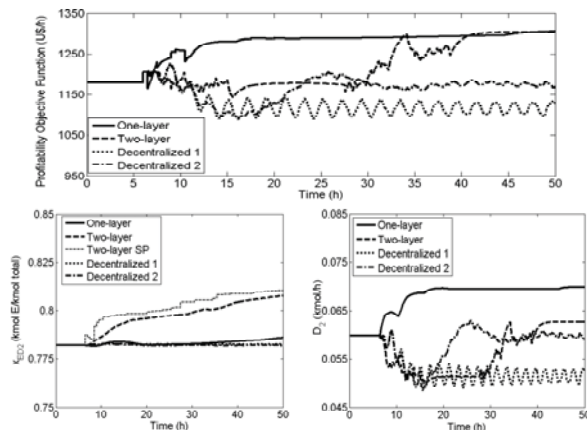 Profitability Objective Function (U$/h)
1350
1250
1150
1050
950
One-layer
Two-layer
Decentralized 1
Decentralized 2
0 5 10 15 20 25 30 35 40 45 50
Time (h)
κED2 (kmol E/kmol total)
0.85
0.8
0.775
0.75
One-layer
Two-layer
Two-layer SP
Decentralized 1
Decentralized 2
0 10 20 30 40 50
Time (h)
D2 (kmol/h)
0.085
0.075
0.065
0.055
0.045
One-layer
Two-layer
Decentralized 1
Decentralized 2
0 10 20 30 40 50
Time (h)